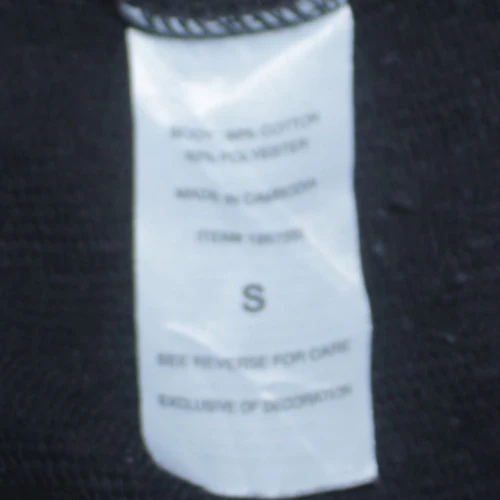 BODY: COTTON
POLYESTER
MADE IN CAMBODIA
ITEM
S
SEE REVERSE FOR CARE
EXCLUSIVE OF DECORATION